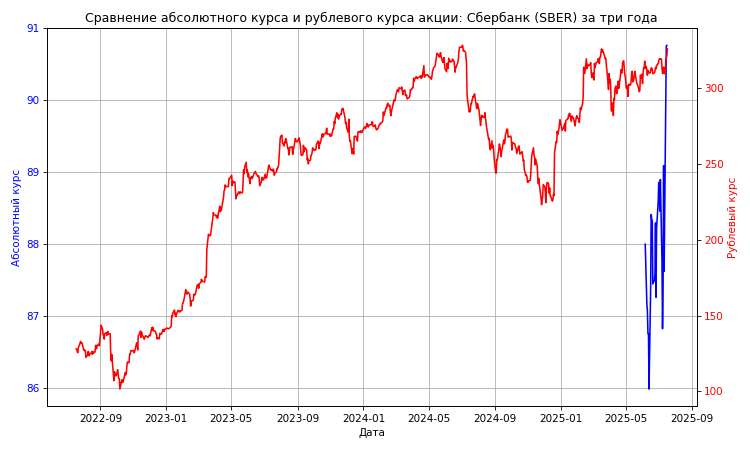 Сравнение абсолютного курса и рублевого курса акции: Сбербанк (SBER) за три года
91
90
89
88
87
86
Абсолютный курс
300
250
200
150
100
Рублевый курс
2022-09 2023-01 2023-05 2023-09 2024-01 2024-05 2024-09 2025-01 2025-05 2025-09
Дата